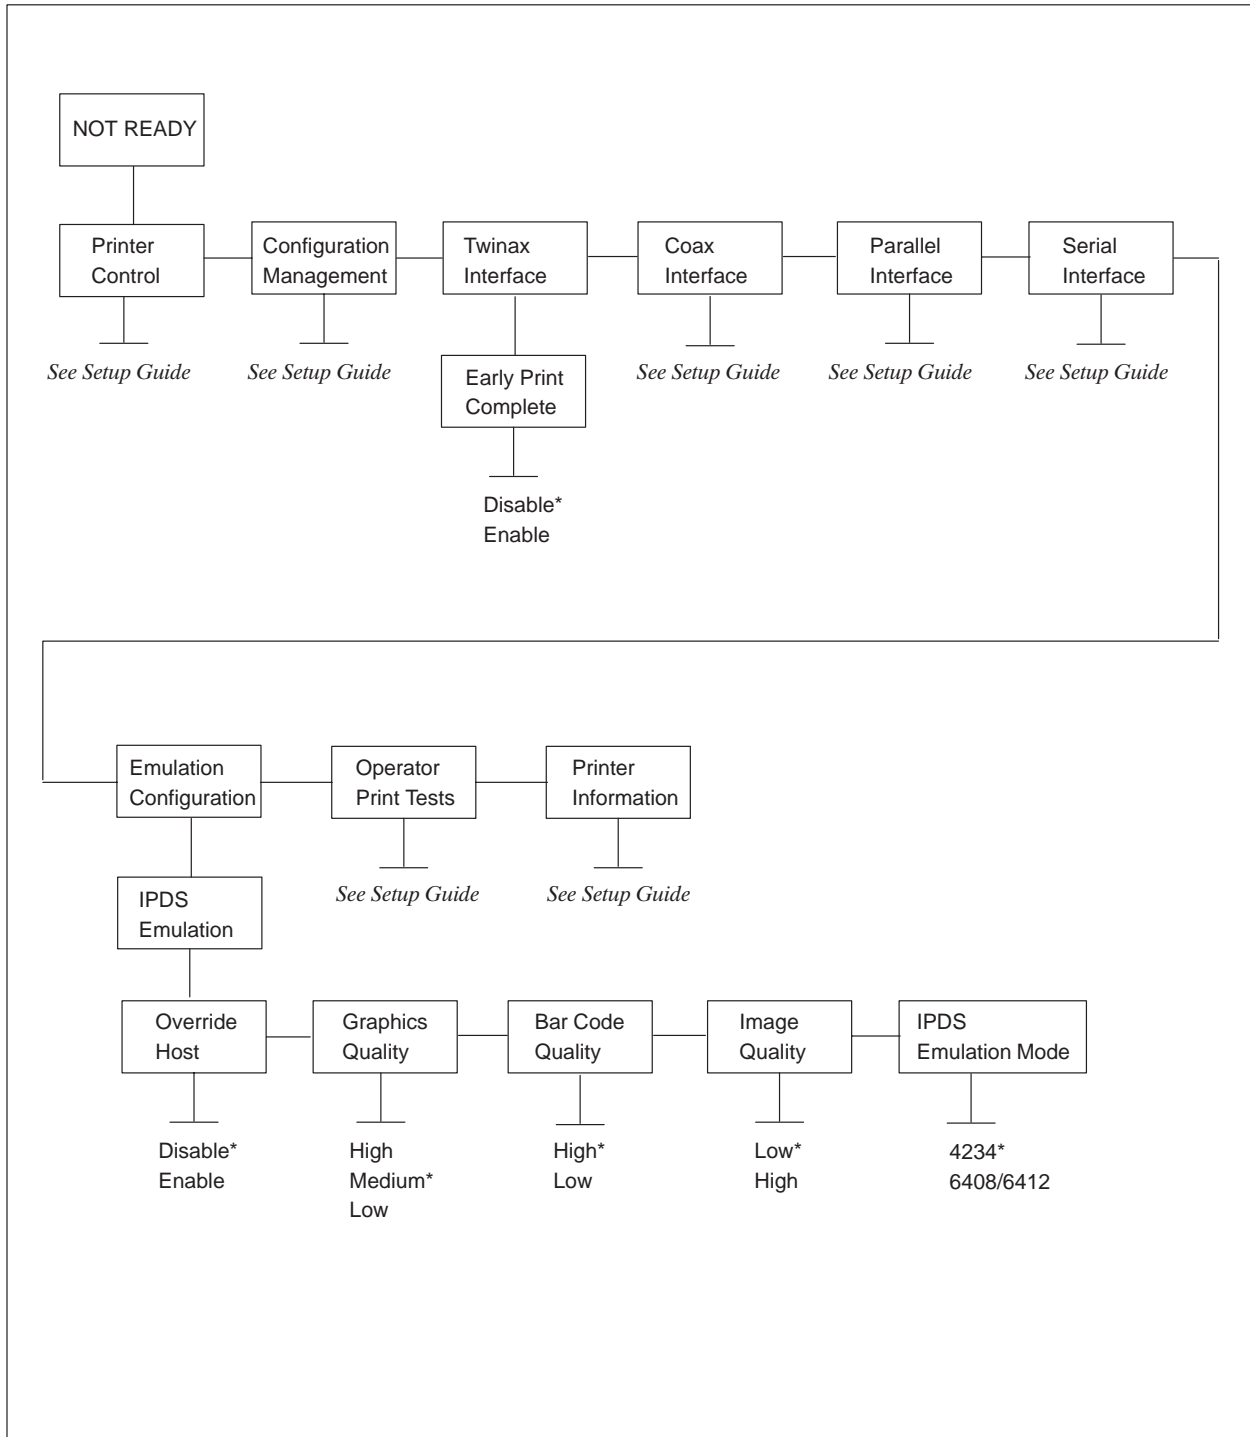 NOT READY
Printer
Control
Configuration
Management
Twinax
Interface
Coax
Interface
Parallel
Interface
Serial
Interface
See Setup Guide
See Setup Guide
Early Print
Complete
See Setup Guide
See Setup Guide
See Setup Guide
Disable*
Enable
Emulation
Configuration
Operator
Print Tests
Printer
Information
IPDS
Emulation
See Setup Guide
See Setup Guide
Override
Host
Graphics
Quality
Bar Code
Quality
Image
Quality
IPDS
Emulation Mode
Disable*
Enable
High
Medium*
Low
High*
Low
Low*
High
4234*
6408/6412